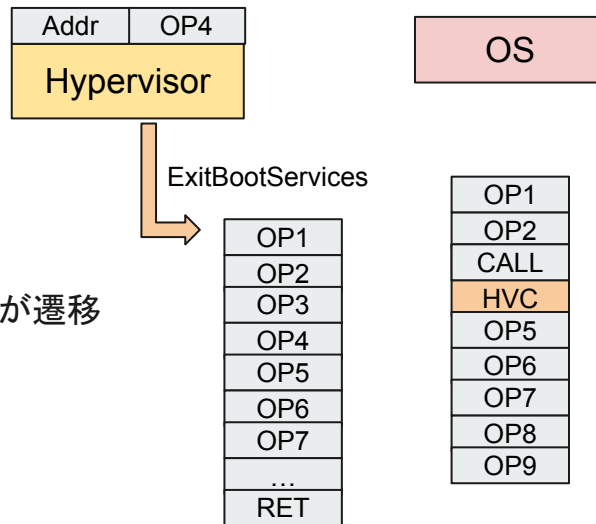 Addr OP4
Hypervisor
OS
ExitBootServices
が遷移
OP1
OP2
OP3
OP4
OP5
OP6
OP7
…
RET
OP1
OP2
CALL
HVC
OP5
OP6
OP7
OP8
OP9